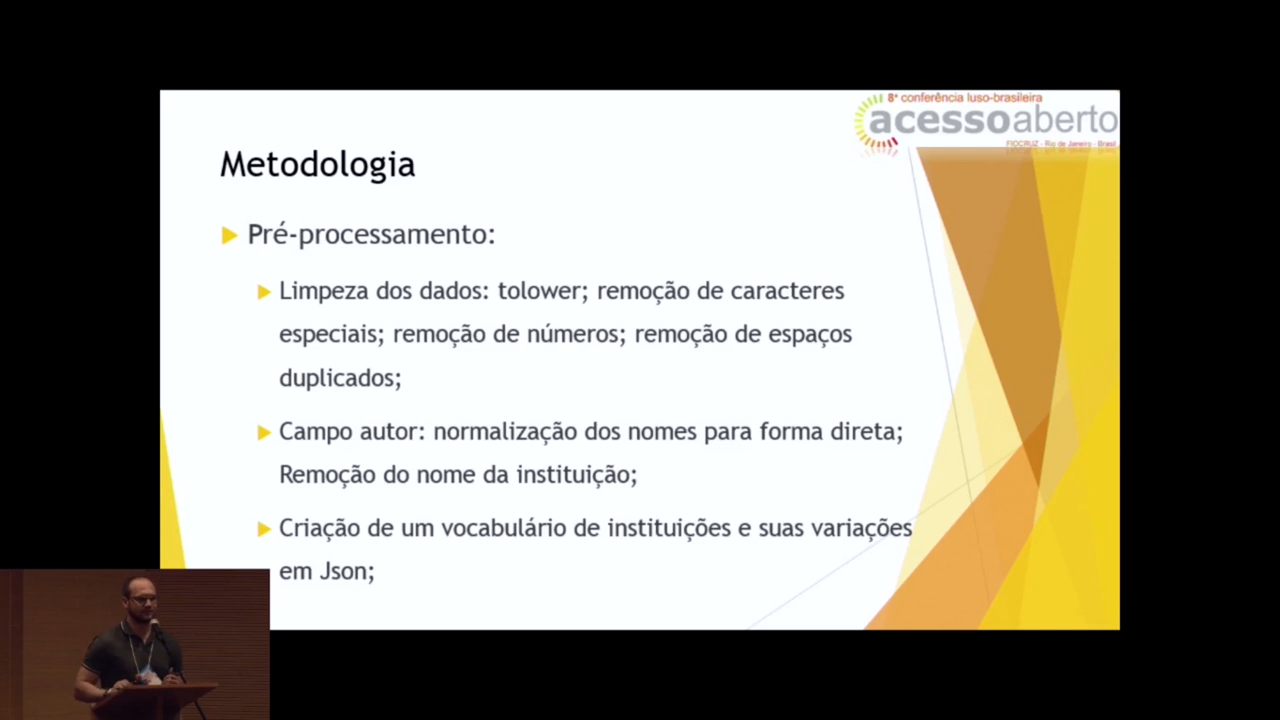 8ª conferência luso-brasileira
acessoaberto
FIOCRUZ - Rio de Janeiro - Brasil
Metodologia
Pré-processamento:
Limpeza dos dados: tolower; remoção de caracteres
especiais; remoção de números; remoção de espaços
duplicados;
Campo autor: normalização dos nomes para forma direta;
Remoção do nome da instituição;
Criação de um vocabulário de instituições e suas variações
em Json;